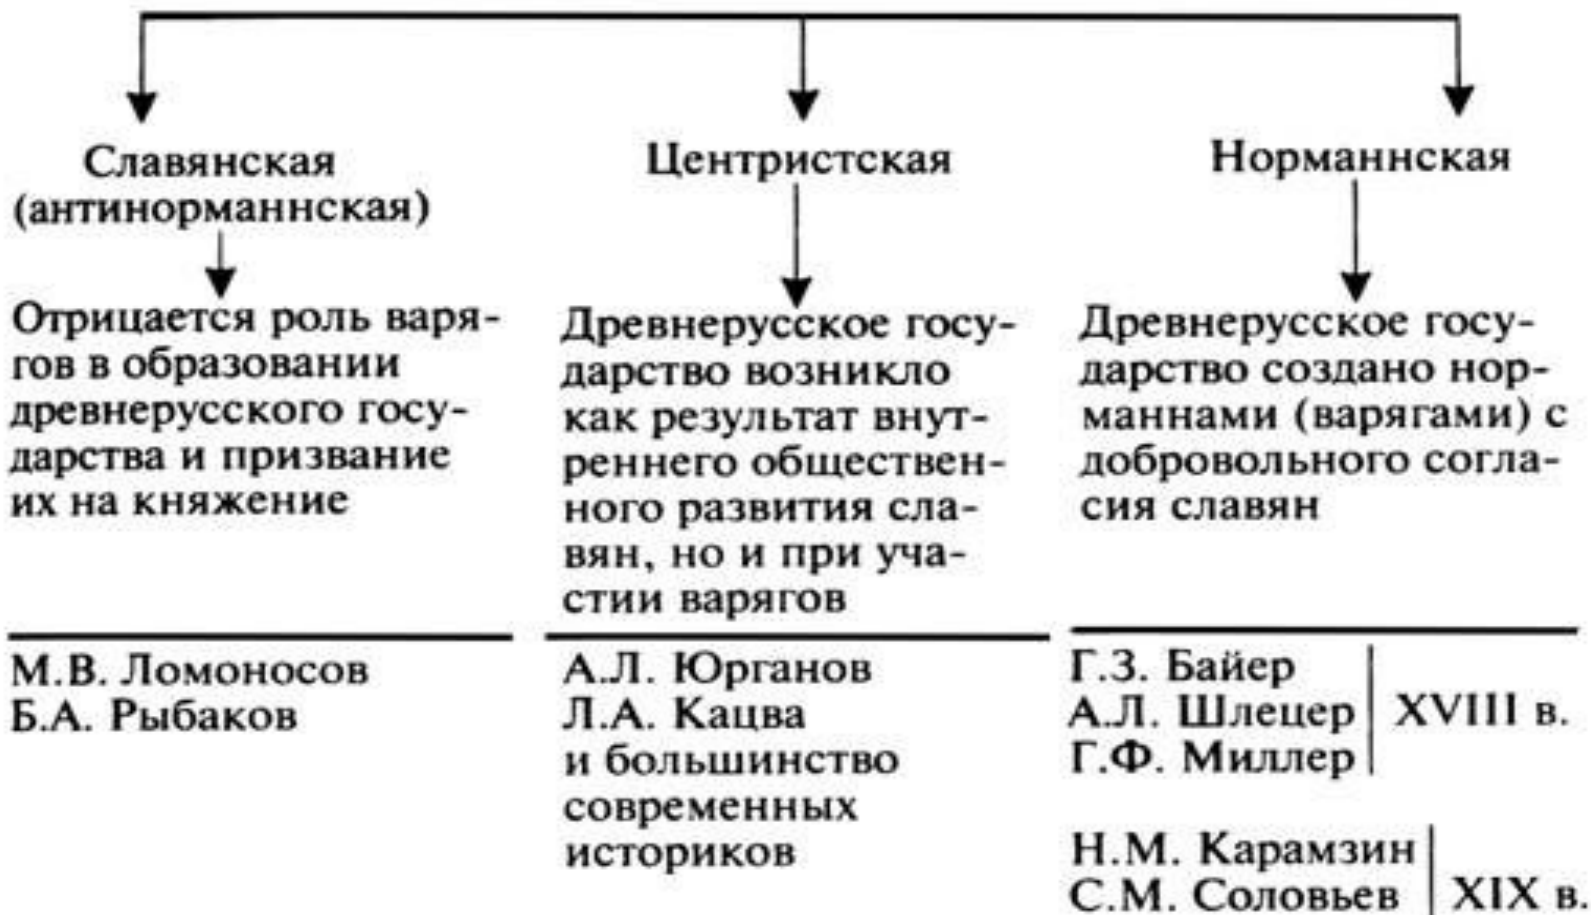 Славянская
(антинорманнская)
Отрицается роль варя-
гов в образовании
древнерусского госу-
дарства и призвание
их на княжение
М.В. Ломоносов
Б.А. Рыбаков
Центристская
Древнерусское госу-
дарство возникло
как результат внут-
реннего обществен-
ного развития сла-
вян, но и при уча-
стии варягов
А.Л. Юрганов
Л.А. Кацва
и большинство
современных
историков
Норманнская
Древнерусское госу-
дарство создано нор-
маннами (варягами) с
добровольного согла-
сия славян
Г.З. Байер
А.Л. Шлецер XVIII в.
Г.Ф. Миллер
Н.М. Карамзин
С.М. Соловьев XIX в.